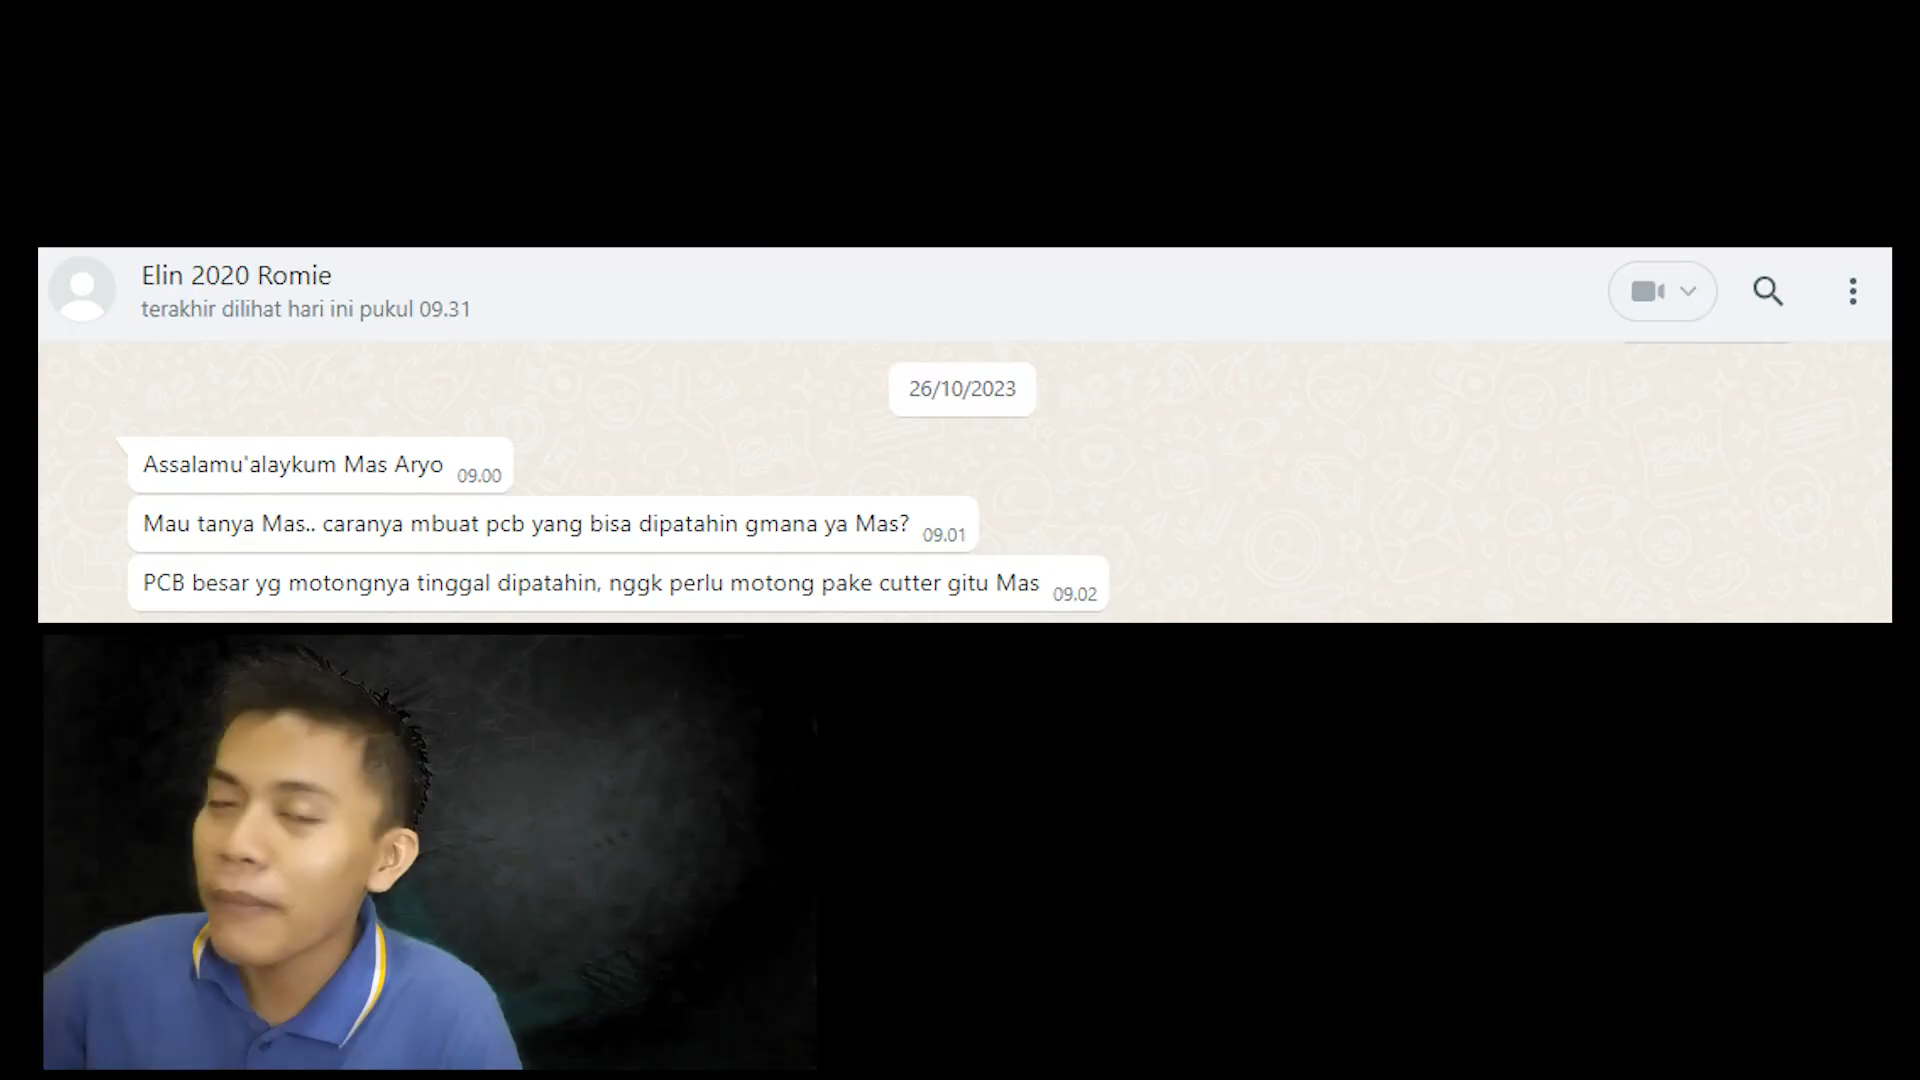 Elin 2020 Romie
terakhir dilihat hari ini pukul 09.31
26/10/2023
Assalamu'alaykum Mas Aryo 09.00
Mau tanya Mas.. caranya mbuat pcb yang bisa dipatahin gmana ya Mas? 09.01
PCB besar yg motongnya tinggal dipatahin, nggk perlu motong pake cutter gitu Mas 09.02